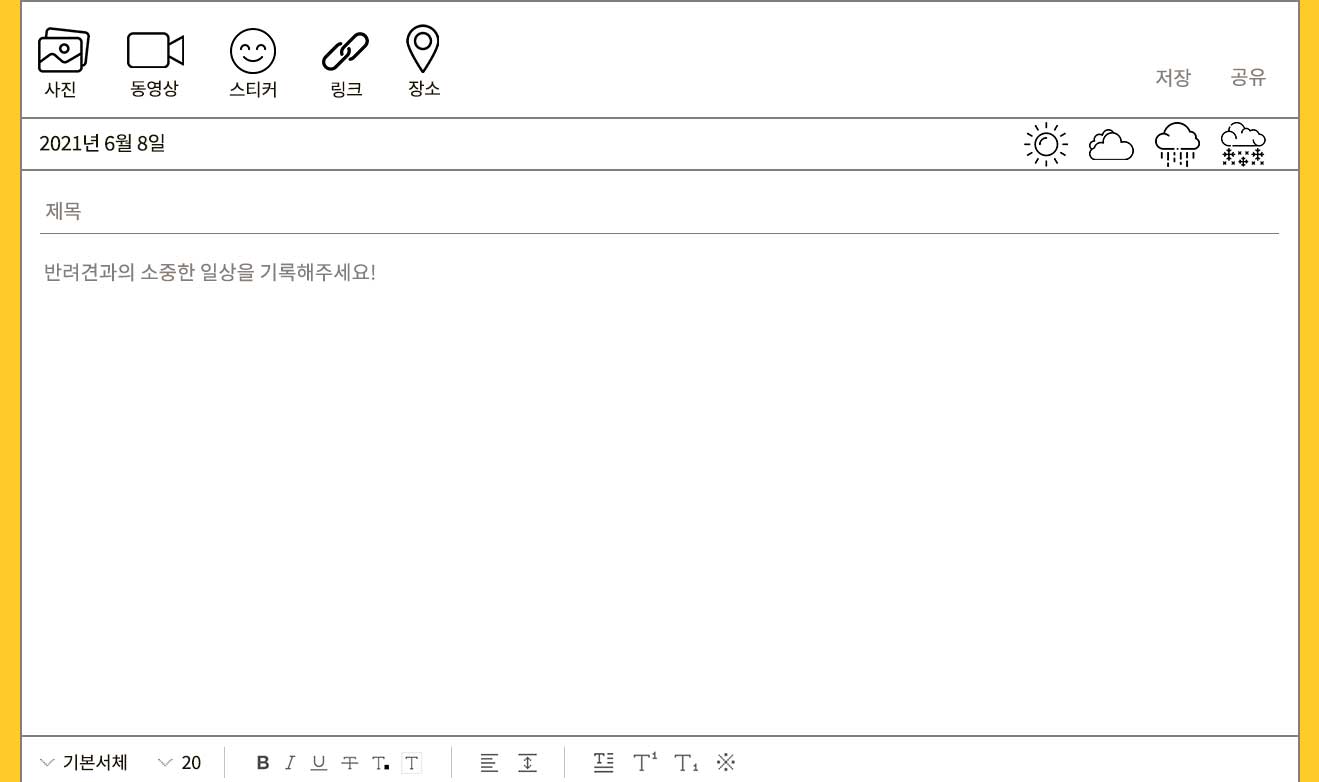 사진 동영상 스티커 링크 장소
저장 공유
2021년 6월 8일
제목
반려견과의 소중한 일상을 기록해주세요!
기본서체 20 B I U T T. T T T¹ T₁ ※